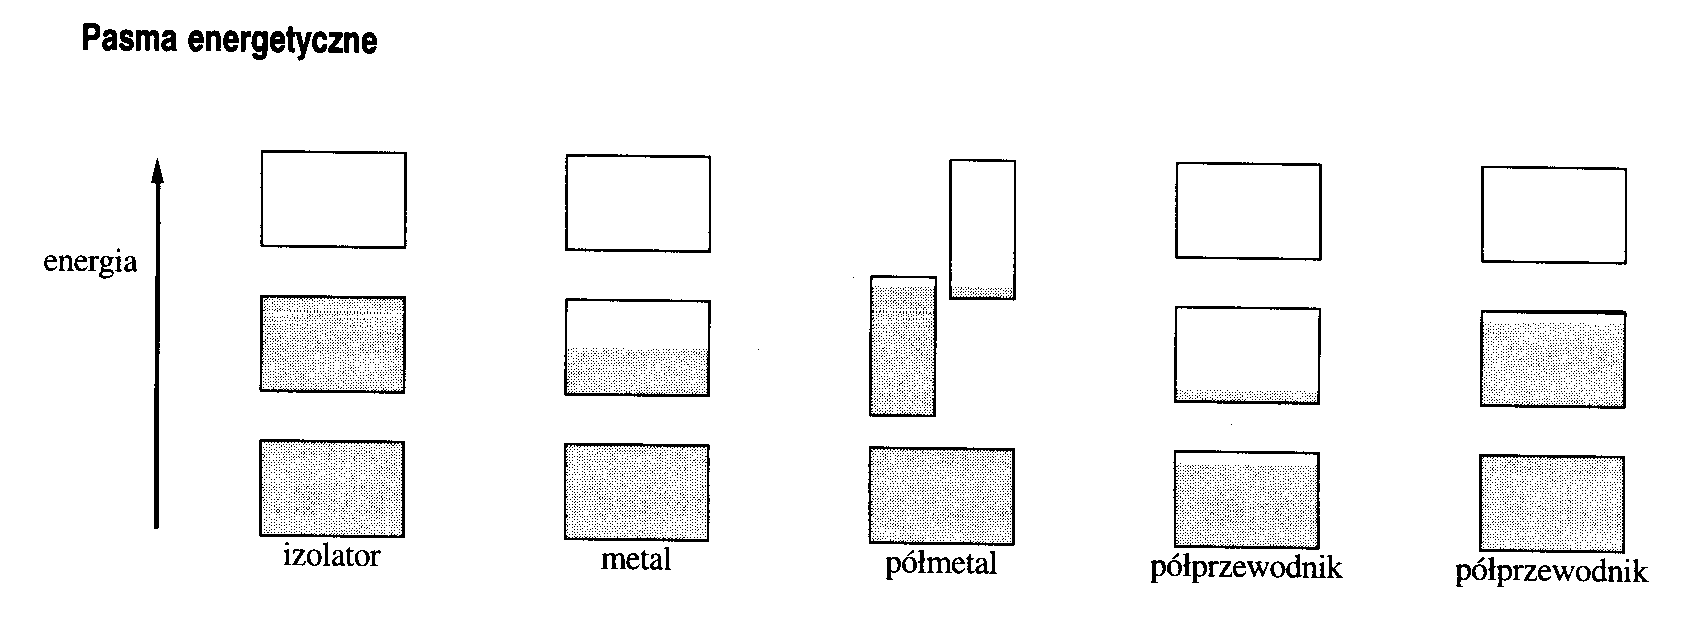 Pasma energetyczne
energia
izolator
metal
półmetal
półprzewodnik
półprzewodnik